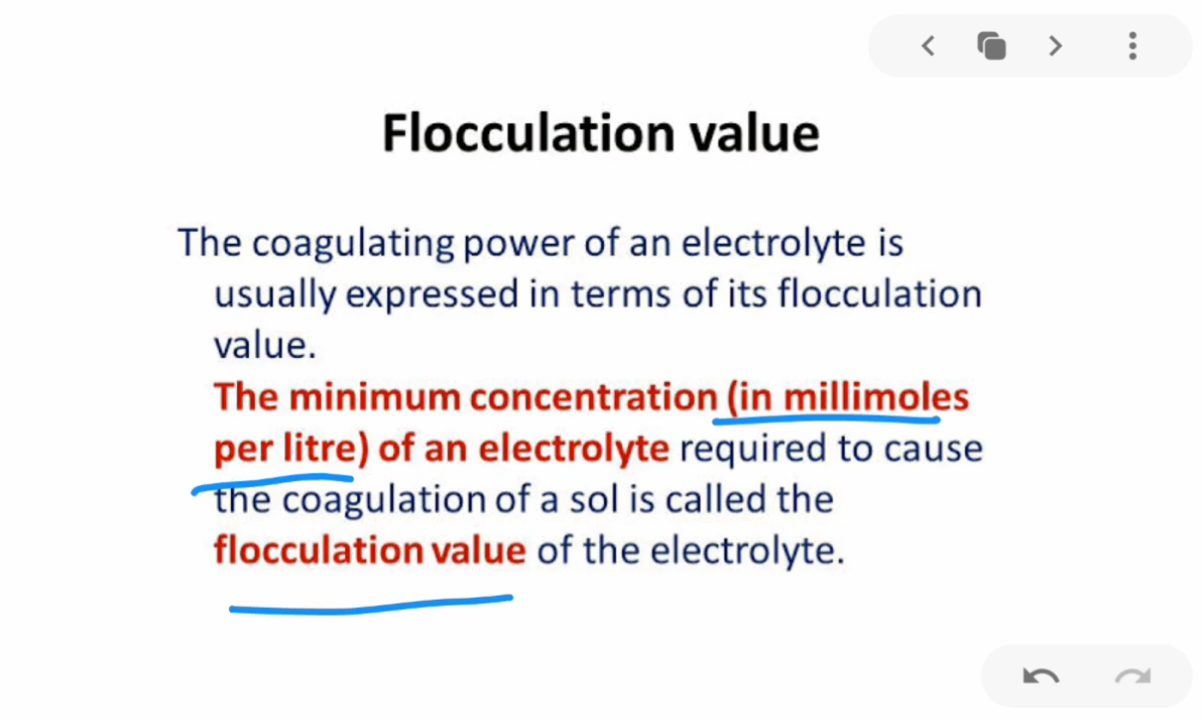 Flocculation value
The coagulating power of an electrolyte is
usually expressed in terms of its flocculation
value.
The minimum concentration (in millimoles
per litre) of an electrolyte required to cause
the coagulation of a sol is called the
flocculation value of the electrolyte.